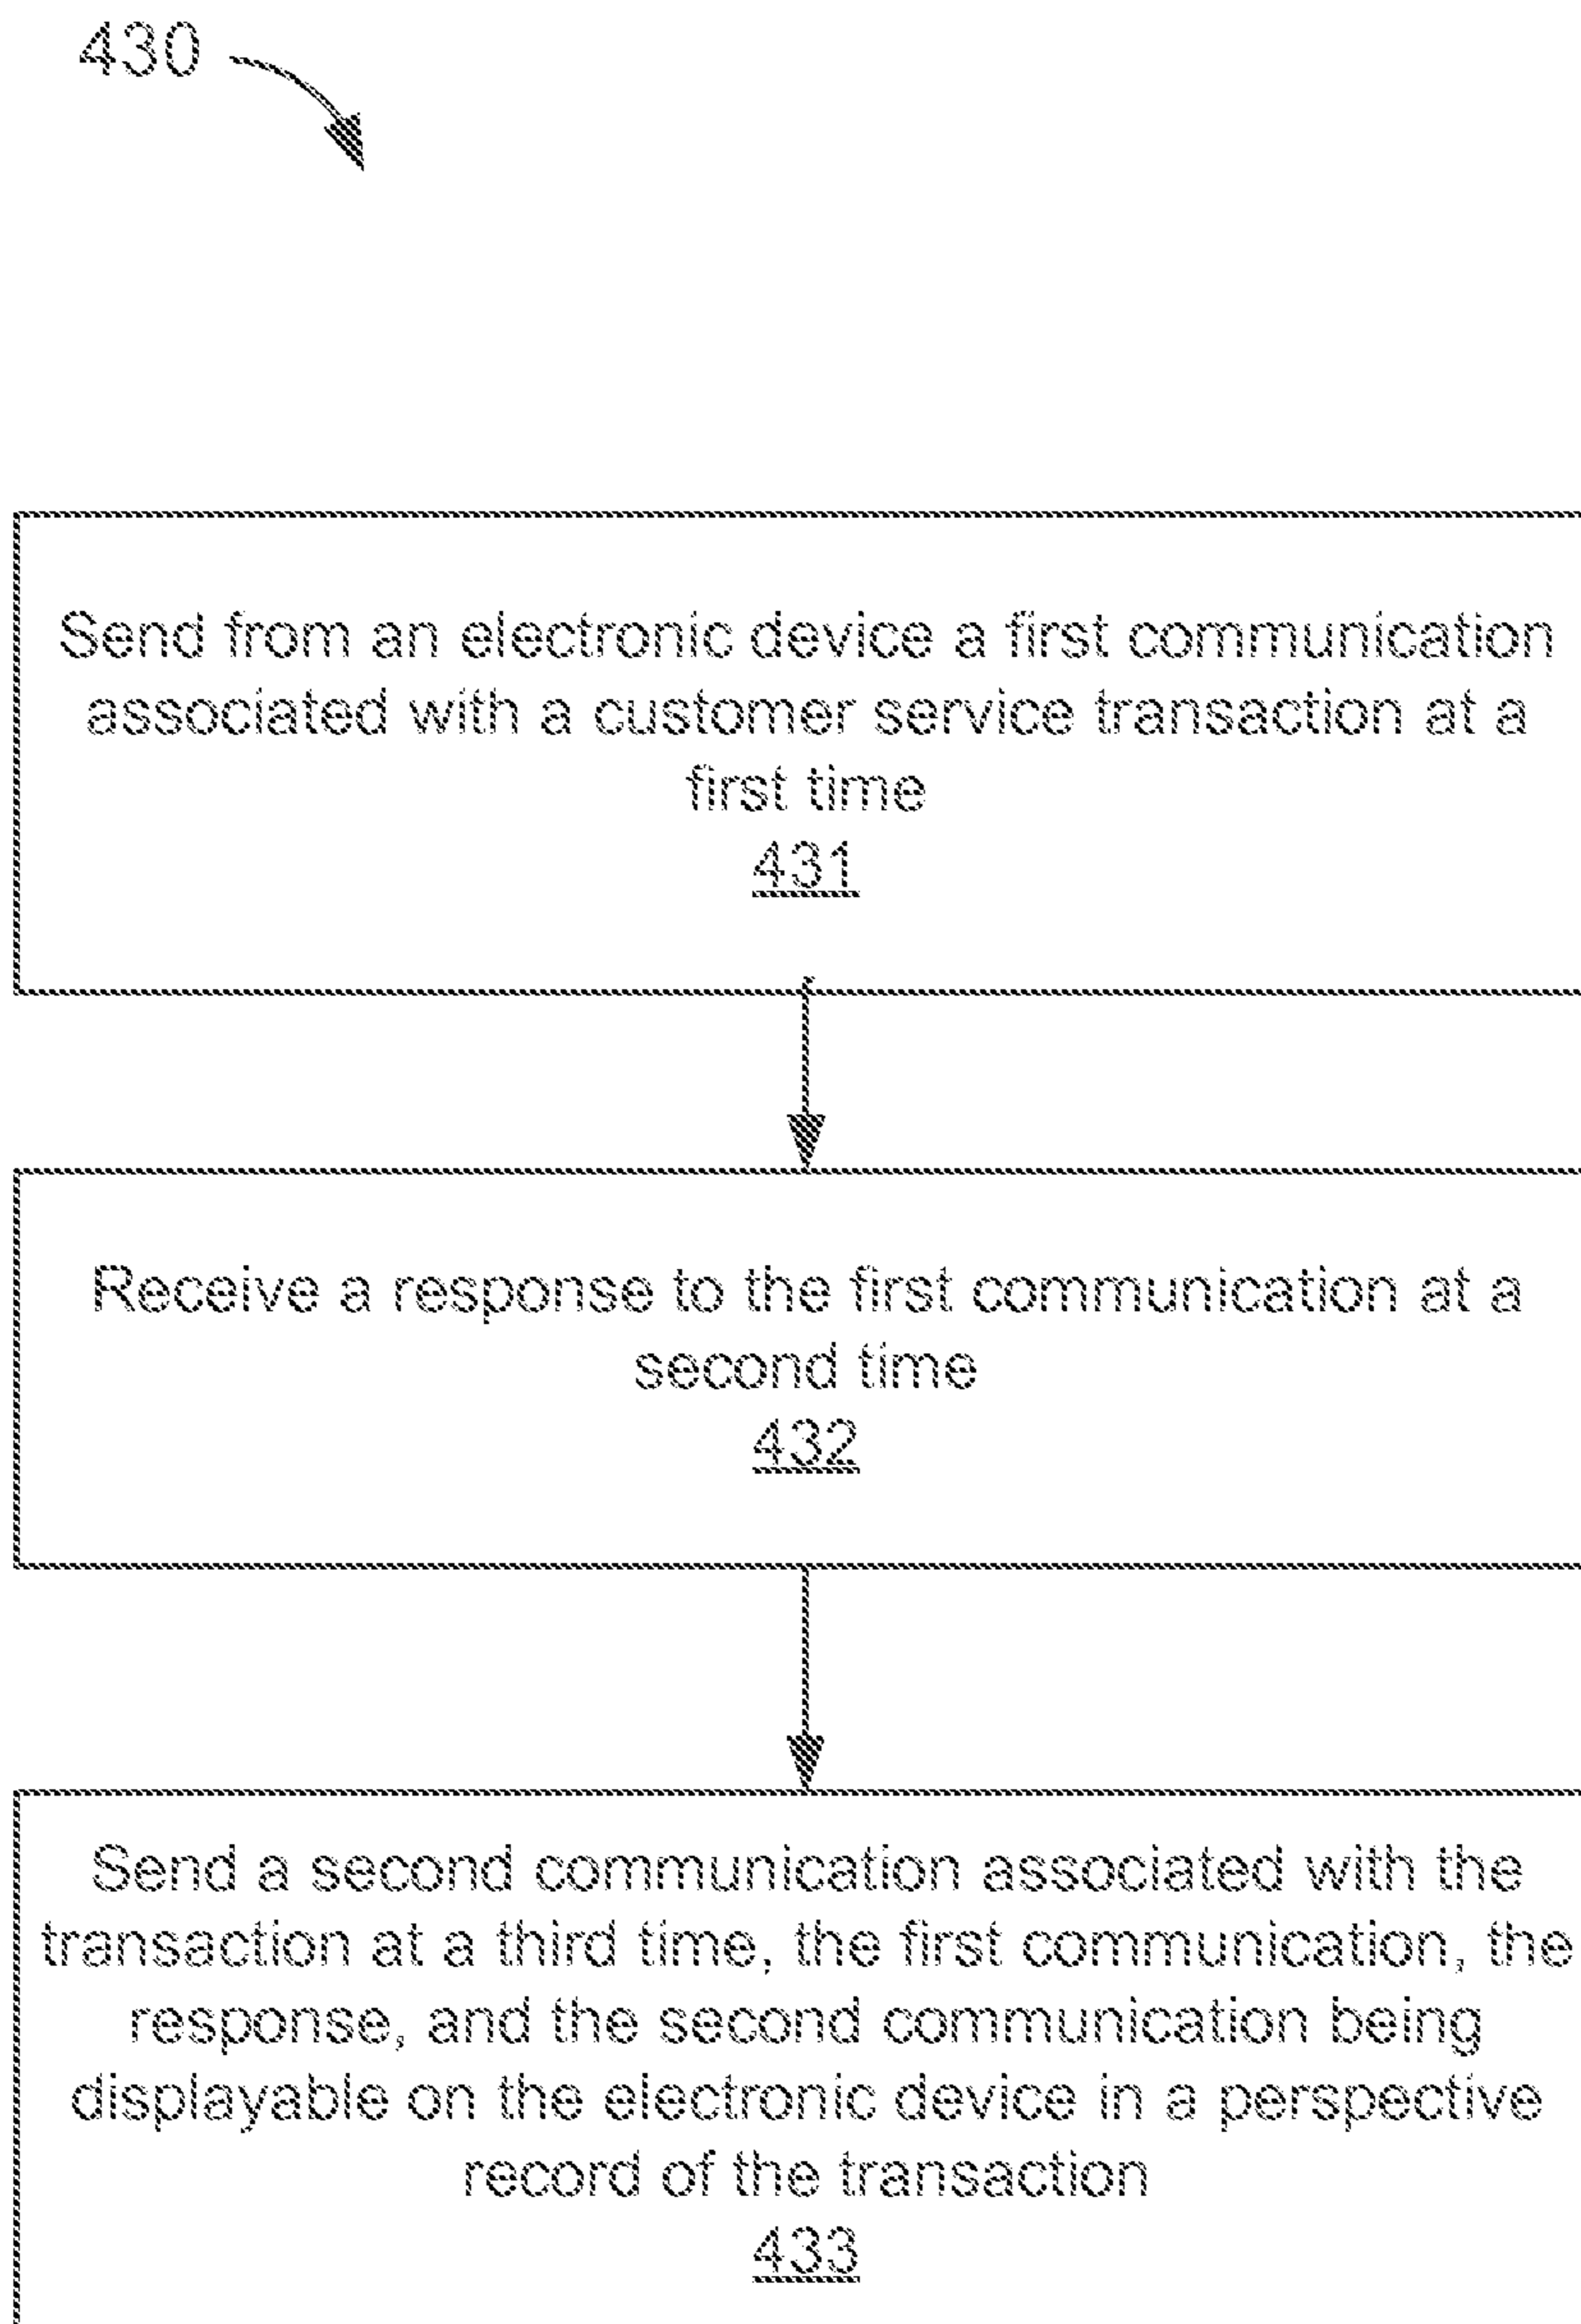 430
Send from an electronic device a first communication
associated with a customer service transaction at a
first time
431
Receive a response to the first communication at a
second time
432
Send a second communication associated with the
transaction at a third time, the first communication, the
response, and the second communication being
displayable on the electronic device in a perspective
record of the transaction
433